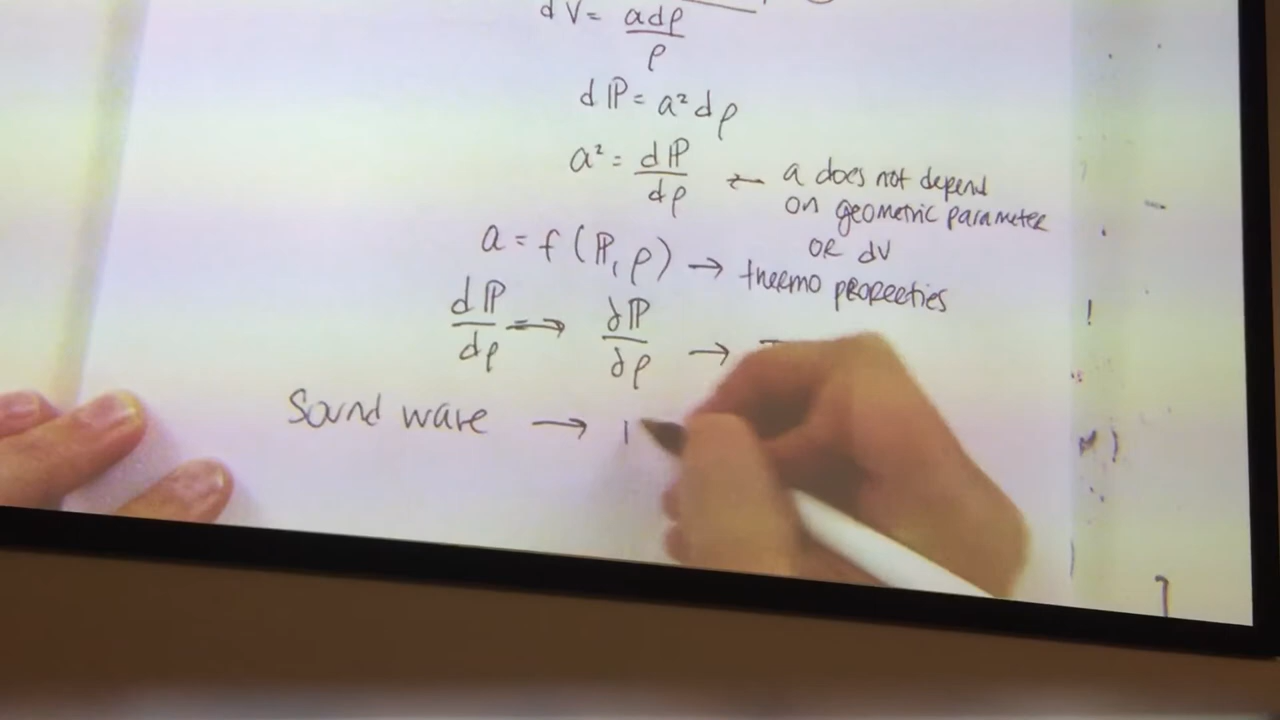 dV = adρ/ρ
dP = a² dρ
a² = dP/dρ ← a does not depend
on geometric parameter
OR dV
a = f(P, ρ) → thermo properties
dP/dρ ⇒ ∂P/∂ρ →
Sound wave →